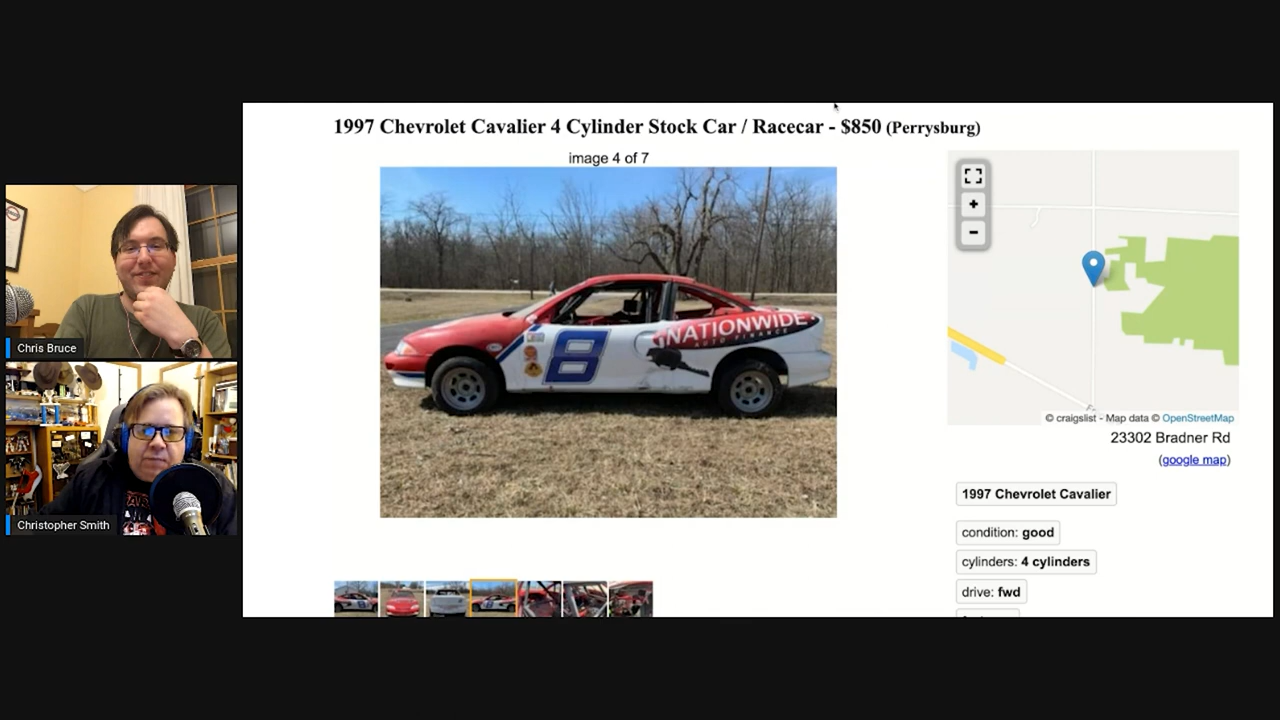 1997 Chevrolet Cavalier 4 Cylinder Stock Car / Racecar - $850 (Perrysburg)
image 4 of 7
8
NATIONWIDE
AUTO FINANCE
+
−
© craigslist - Map data © OpenStreetMap
23302 Bradner Rd
(google map)
1997 Chevrolet Cavalier
condition: good
cylinders: 4 cylinders
drive: fwd
Chris Bruce
Christopher Smith